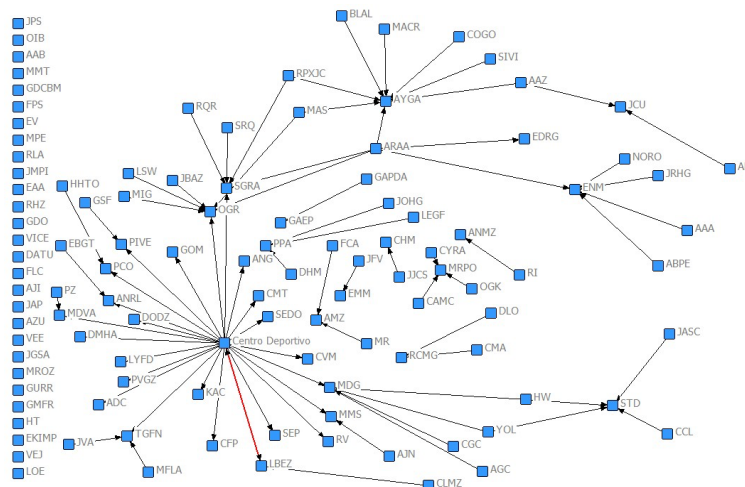 JPS
OIB
AAB
MMT
GDCBM
FPS
EV
MPE
RLA
JMPI
EAA
RHZ
GDO
VICE
DATU
FLC
AJI
JAP
AZU
VEE
JGSA
MROZ
GURR
GMFR
HT
EKIMP
VEJ
LOE
BLAL
MACR
COGO
SIVI
RPXJC
AAZ
AYGA
JCU
RQR
MAS
SRQ
ARAA
EDRG
NORO
LSW
JBAZ
SGRA
GAPDA
ENM
JRHG
HHTO
MIG
GSF
OGR
JOHG
LEGF
GAEP
AAA
EBGT
PIVE
GOM
PPA
FCA
CHM
ANMZ
CYRA
PCO
ANG
JFV
MRPO
ABPE
DHM
JJCS
RI
PZ
ANRL
CMT
EMM
OGK
CAMC
MDVA
DODZ
SEDO
AMZ
DLO
DMHA
Centro Deportivo
MR
JASC
LYFD
CVM
RCMG
CMA
PVGZ
KAC
MDG
HW
STD
ADC
MMS
YOL
CCL
JVA
TGFN
CFP
SEP
RV
AJN
CGC
MFLA
LBEZ
AGC
CLMZ